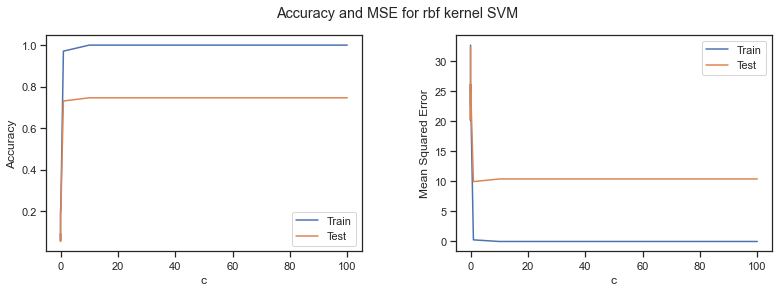 Accuracy and MSE for rbf kernel SVM
1.0
0.8
0.6
0.4
0.2
Accuracy
0 20 40 60 80 100
c
Train
Test
30
25
20
15
10
5
0
Mean Squared Error
0 20 40 60 80 100
c
Train
Test